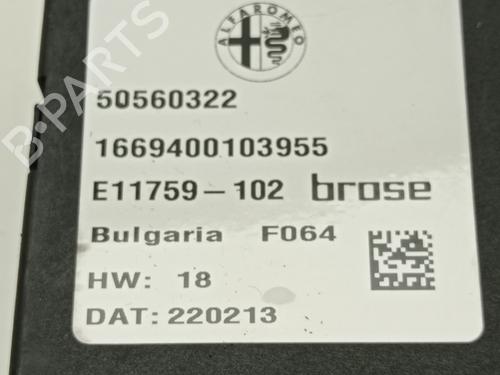 ALFA ROMEO
50560322
1669400103955
E11759-102 brose
Bulgaria F064
HW: 18
DAT: 220213
B-PARTS